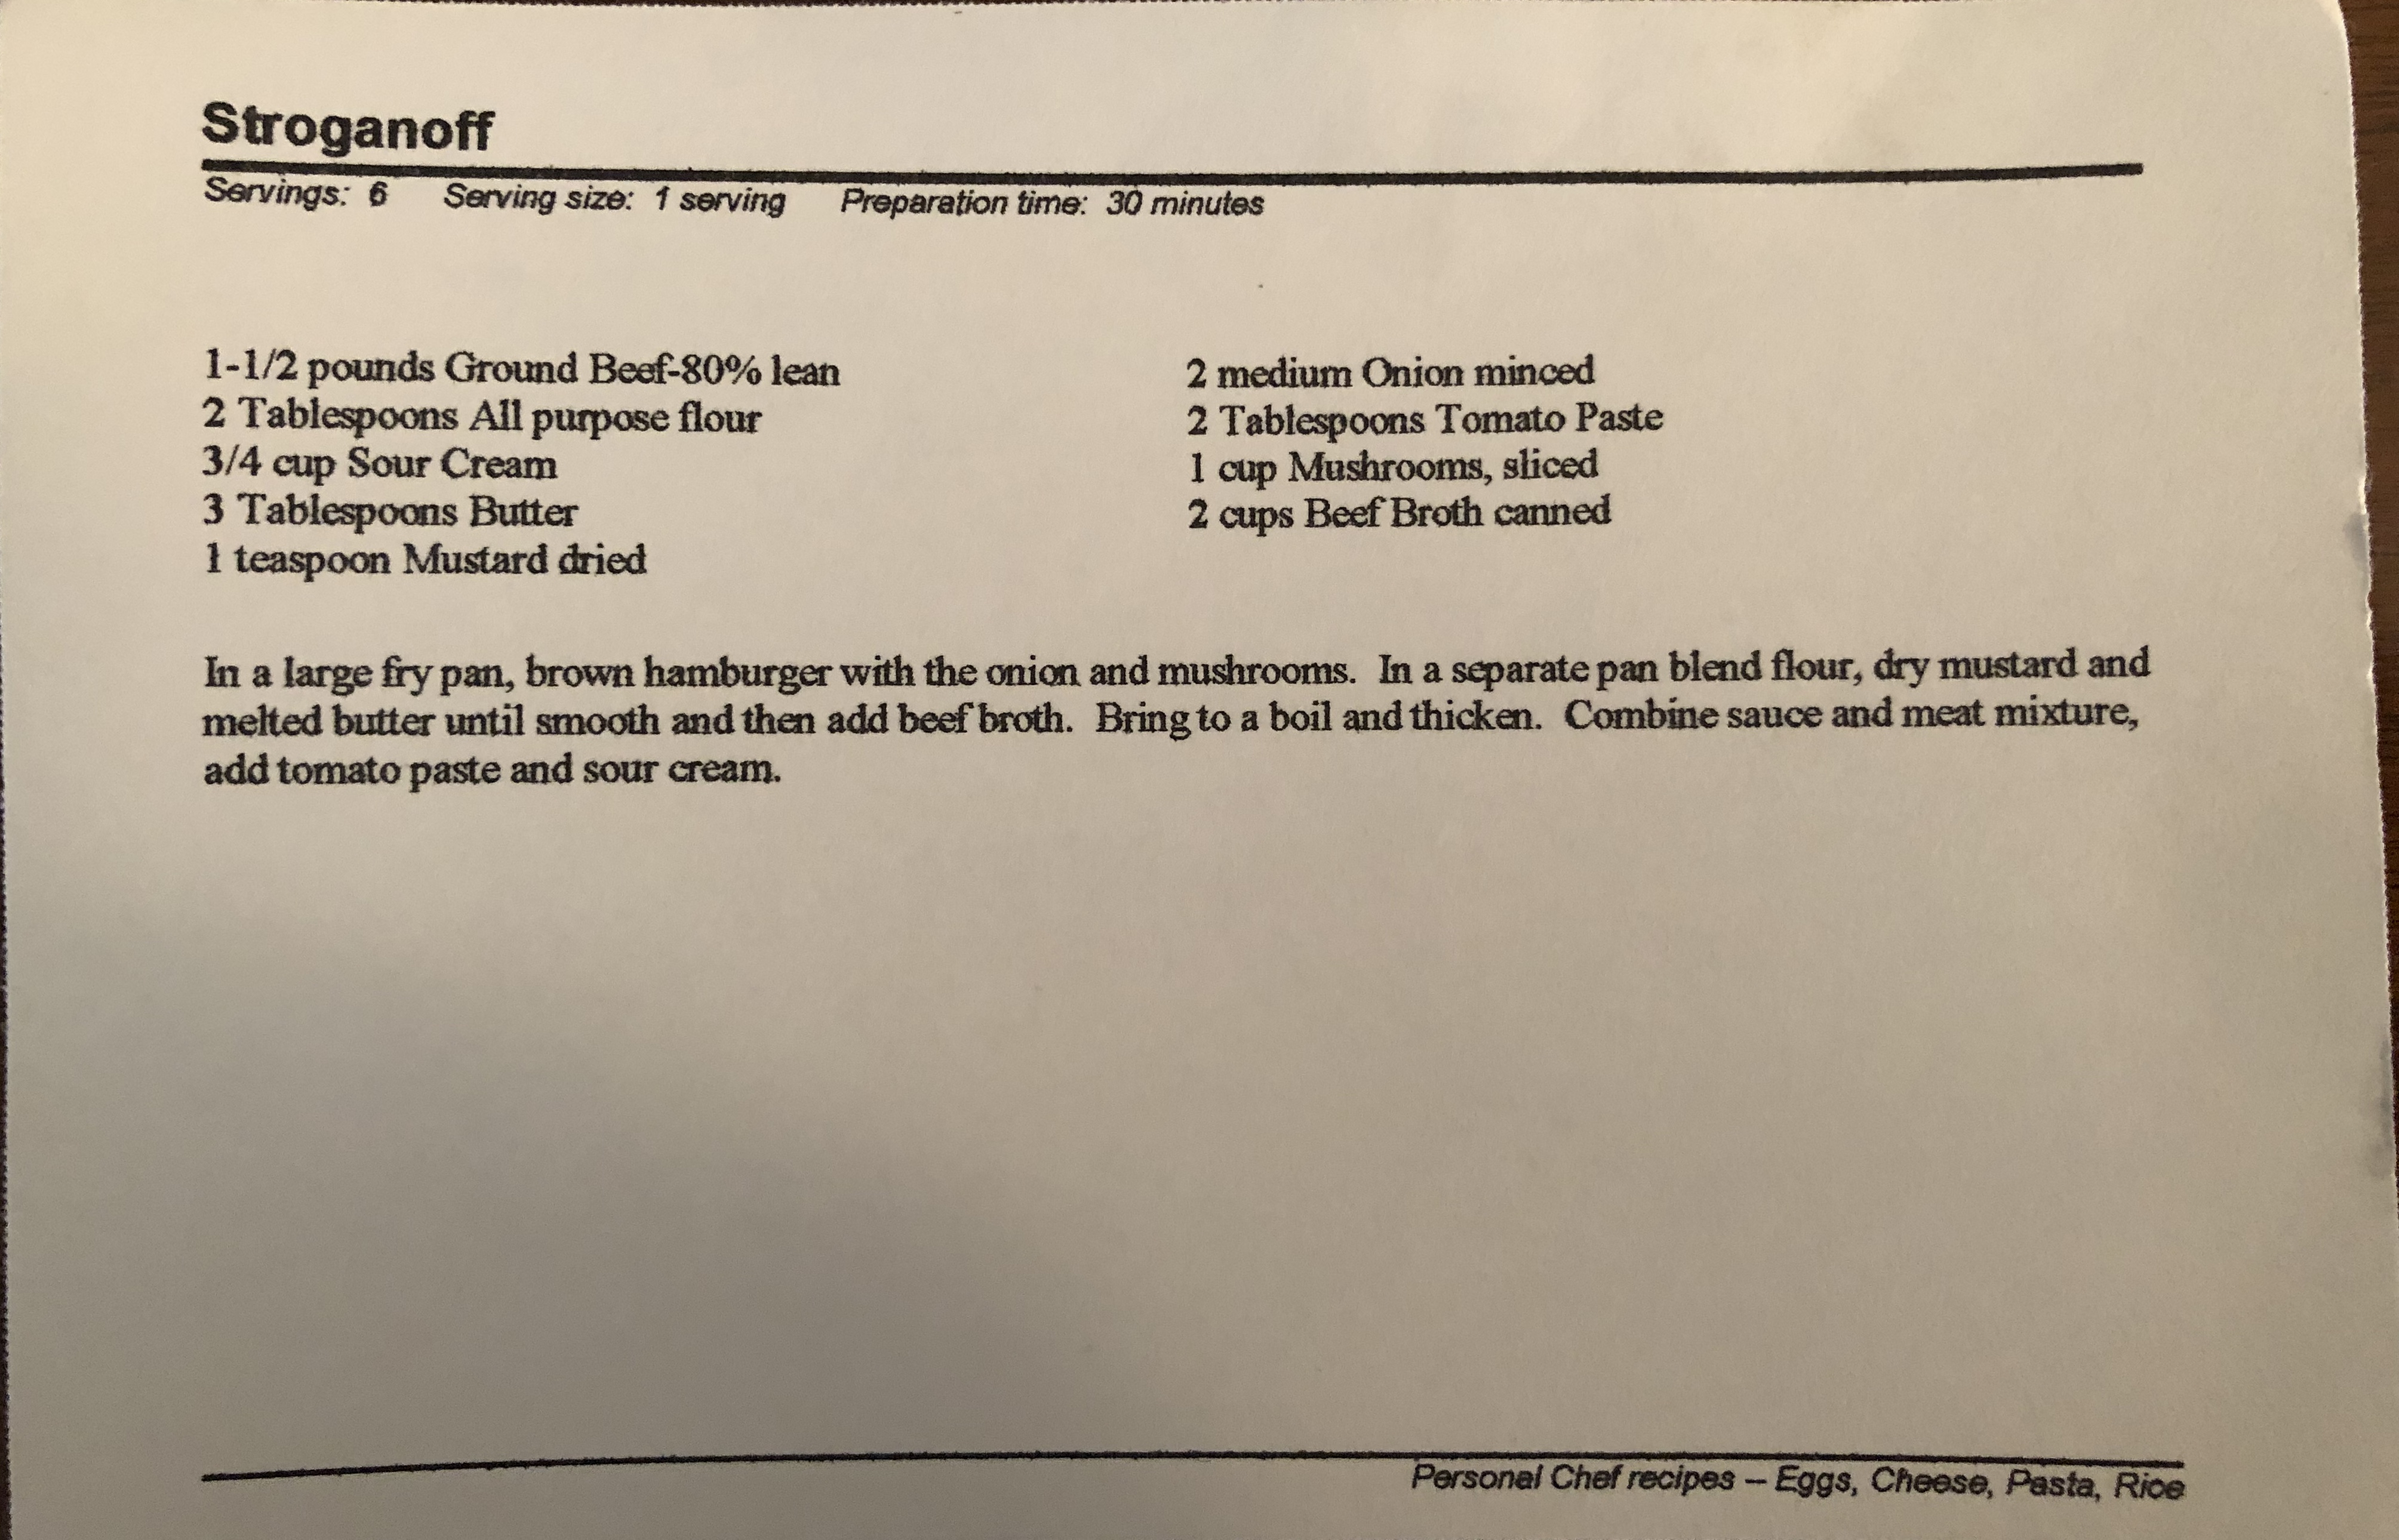 Stroganoff
Servings: 6 Serving size: 1 serving Preparation time: 30 minutes
1-1/2 pounds Ground Beef-80% lean
2 Tablespoons All purpose flour
3/4 cup Sour Cream
3 Tablespoons Butter
1 teaspoon Mustard dried
2 medium Onion minced
2 Tablespoons Tomato Paste
1 cup Mushrooms, sliced
2 cups Beef Broth canned
In a large fry pan, brown hamburger with the onion and mushrooms. In a separate pan blend flour, dry mustard and
melted butter until smooth and then add beef broth. Bring to a boil and thicken. Combine sauce and meat mixture,
add tomato paste and sour cream.
Personal Chef recipes – Eggs, Cheese, Pasta, Rice